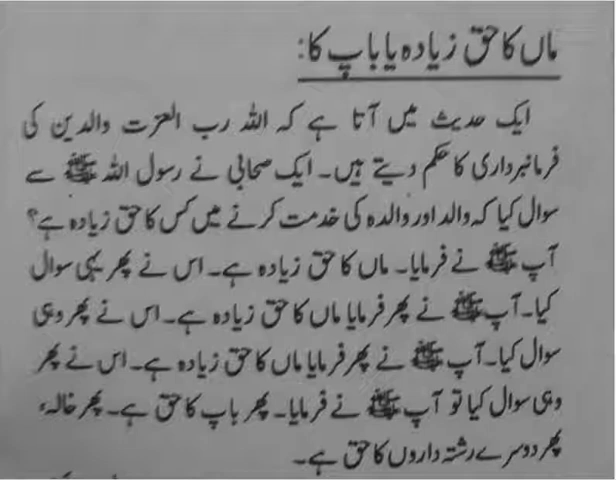 ماں کا حق زیادہ یا باپ کا:
ایک حدیث میں آتا ہے کہ اللہ رب العزت والدین کی
فرمانبرداری کا حکم دیتے ہیں۔ ایک صحابی نے رسول اللہ ﷺ سے
سوال کیا کہ والد اور والدہ کی خدمت کرنے میں کس کا حق زیادہ ہے؟
آپ ﷺ نے فرمایا۔ ماں کا حق زیادہ ہے۔ اس نے پھر یہی سوال
کیا۔ آپ ﷺ نے پھر فرمایا ماں کا حق زیادہ ہے۔ اس نے پھر وہی
سوال کیا۔ آپ ﷺ نے پھر فرمایا ماں کا حق زیادہ ہے۔ اس نے پھر
وہی سوال کیا تو آپ ﷺ نے فرمایا۔ پھر باپ کا حق ہے۔ پھر خالہ،
پھر دوسرے رشتہ داروں کا حق ہے۔